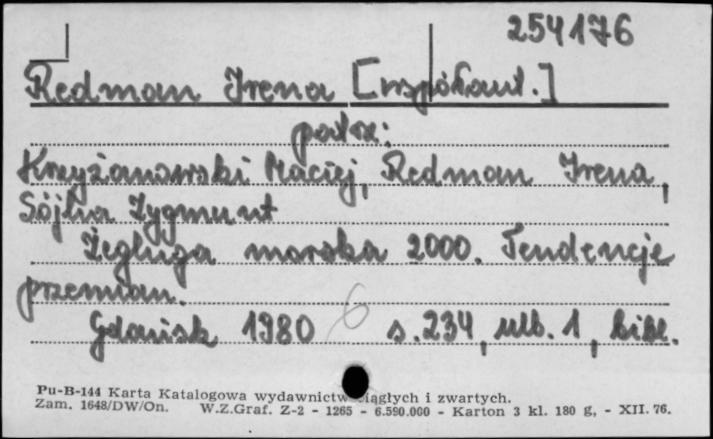 254176
Redman Irena [współaut.]
patrz:
Krzyżanowski Maciej, Redman Irena,
Sójka Zygmunt
Żegluga morska 2000. Tendencje
przemian.
Gdańsk 1980 6 s. 234, nlb. 1, bibl.
Pu-B-144 Karta Katalogowa wydawnictw ciągłych i zwartych.
Zam. 1648/DW/On. W.Z.Graf. Z-2 - 1265 - 6.590.000 - Karton 3 kl. 180 g, - XII. 76.